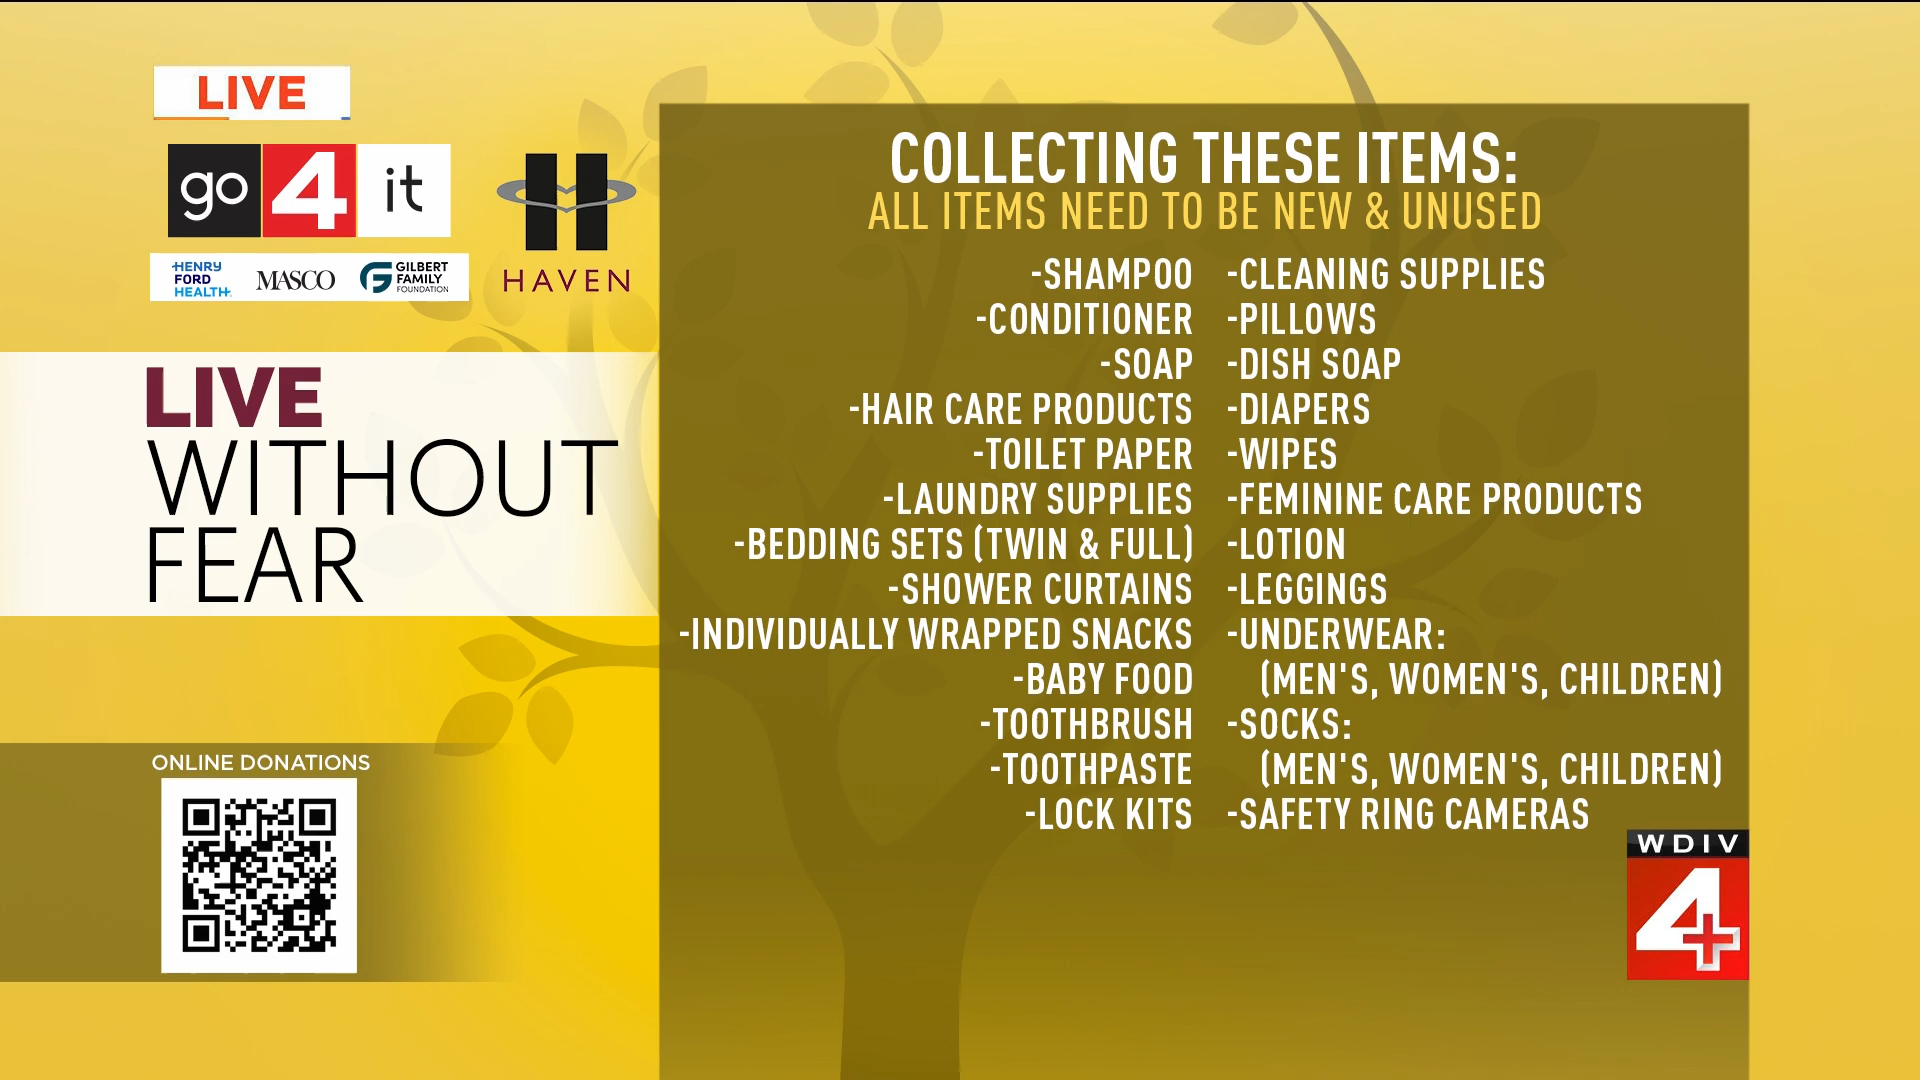 LIVE
go 4 it
HENRY
FORD
HEALTH
MASCO
GILBERT
FAMILY
FOUNDATION
HAVEN
LIVE
WITHOUT
FEAR
ONLINE DONATIONS
COLLECTING THESE ITEMS:
ALL ITEMS NEED TO BE NEW & UNUSED
-SHAMPOO
-CONDITIONER
-SOAP
-HAIR CARE PRODUCTS
-TOILET PAPER
-LAUNDRY SUPPLIES
-BEDDING SETS (TWIN & FULL)
-SHOWER CURTAINS
-INDIVIDUALLY WRAPPED SNACKS
-BABY FOOD
-TOOTHBRUSH
-TOOTHPASTE
-LOCK KITS
-CLEANING SUPPLIES
-PILLOWS
-DISH SOAP
-DIAPERS
-WIPES
-FEMININE CARE PRODUCTS
-LOTION
-LEGGINGS
-UNDERWEAR:
(MEN'S, WOMEN'S, CHILDREN)
-SOCKS:
(MEN'S, WOMEN'S, CHILDREN)
-SAFETY RING CAMERAS
WDIV
4+